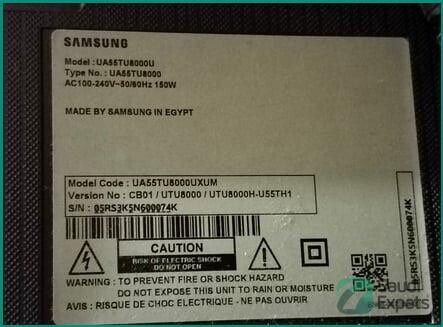 SAMSUNG
Model : UA55TU8000U
Type No. : UA55TU8000
AC100-240V~50/60Hz 150W
MADE BY SAMSUNG IN EGYPT
Model Code : UA55TU8000UXUM
Version No : CB01 / UTU8000 / UTU8000H-U55TH1
S/N : 05RS3K5N600074K
CAUTION
RISK OF ELECTRIC SHOCK
DO NOT OPEN
WARNING : TO PREVENT FIRE OR SHOCK HAZARD
DO NOT EXPOSE THIS UNIT TO RAIN OR MOISTURE
AVIS : RISQUE DE CHOC ELECTRIQUE - NE PAS OUVRIR
05RS3K5N600074K
Saudi
Expats